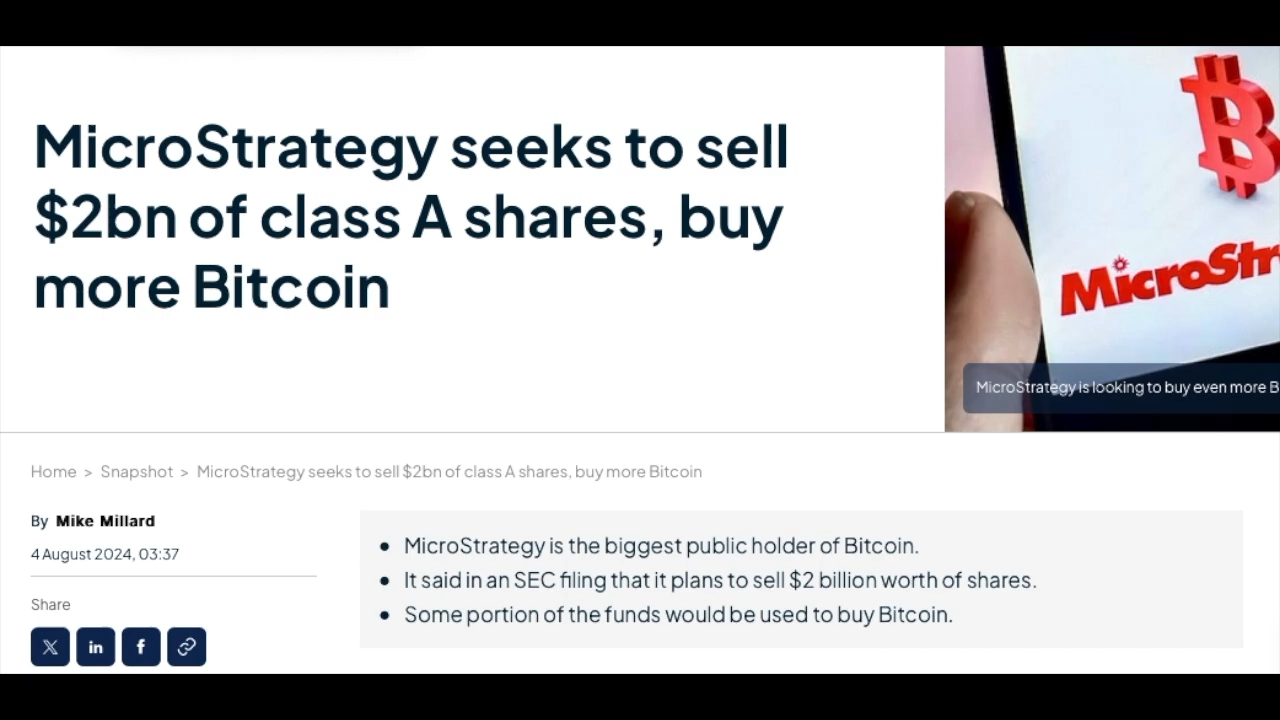 MicroStrategy seeks to sell
$2bn of class A shares, buy
more Bitcoin
MicroStr
MicroStrategy is looking to buy even more B
Home > Snapshot > MicroStrategy seeks to sell $2bn of class A shares, buy more Bitcoin
By Mike Millard
4 August 2024, 03:37
Share
• MicroStrategy is the biggest public holder of Bitcoin.
• It said in an SEC filing that it plans to sell $2 billion worth of shares.
• Some portion of the funds would be used to buy Bitcoin.